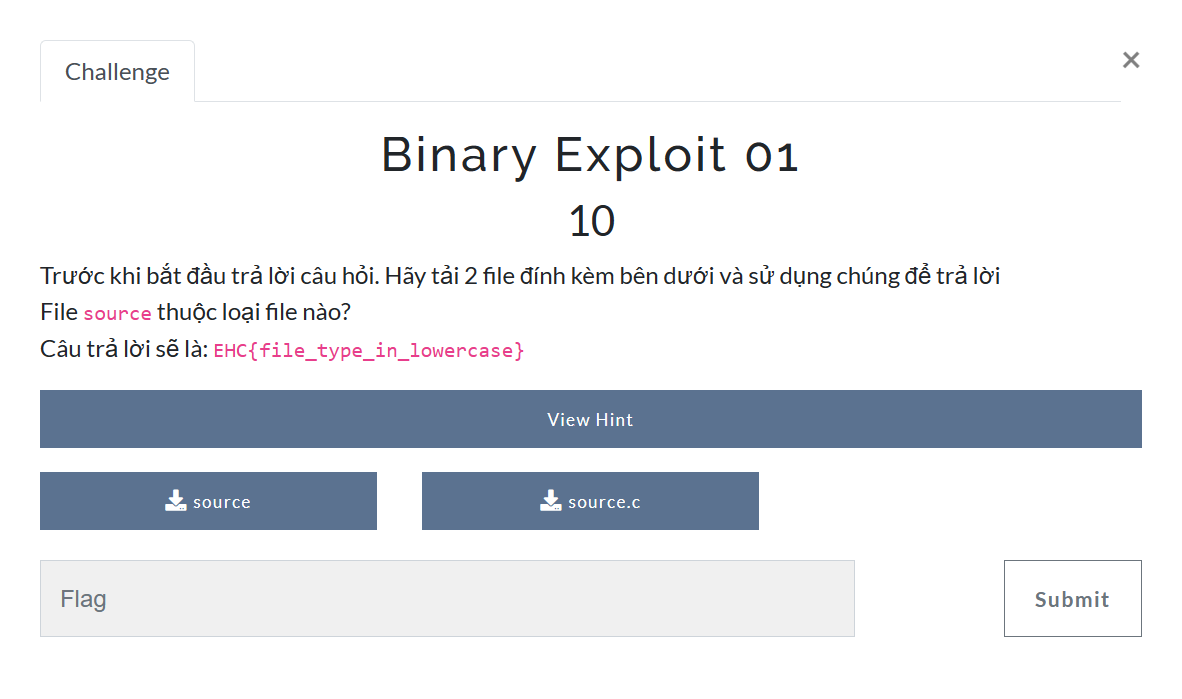 Challenge
×
Binary Exploit 01
10
Trước khi bắt đầu trả lời câu hỏi. Hãy tải 2 file đính kèm bên dưới và sử dụng chúng để trả lời
File source thuộc loại file nào?
Câu trả lời sẽ là: EHC{file_type_in_lowercase}
View Hint
source
source.c
Flag
Submit